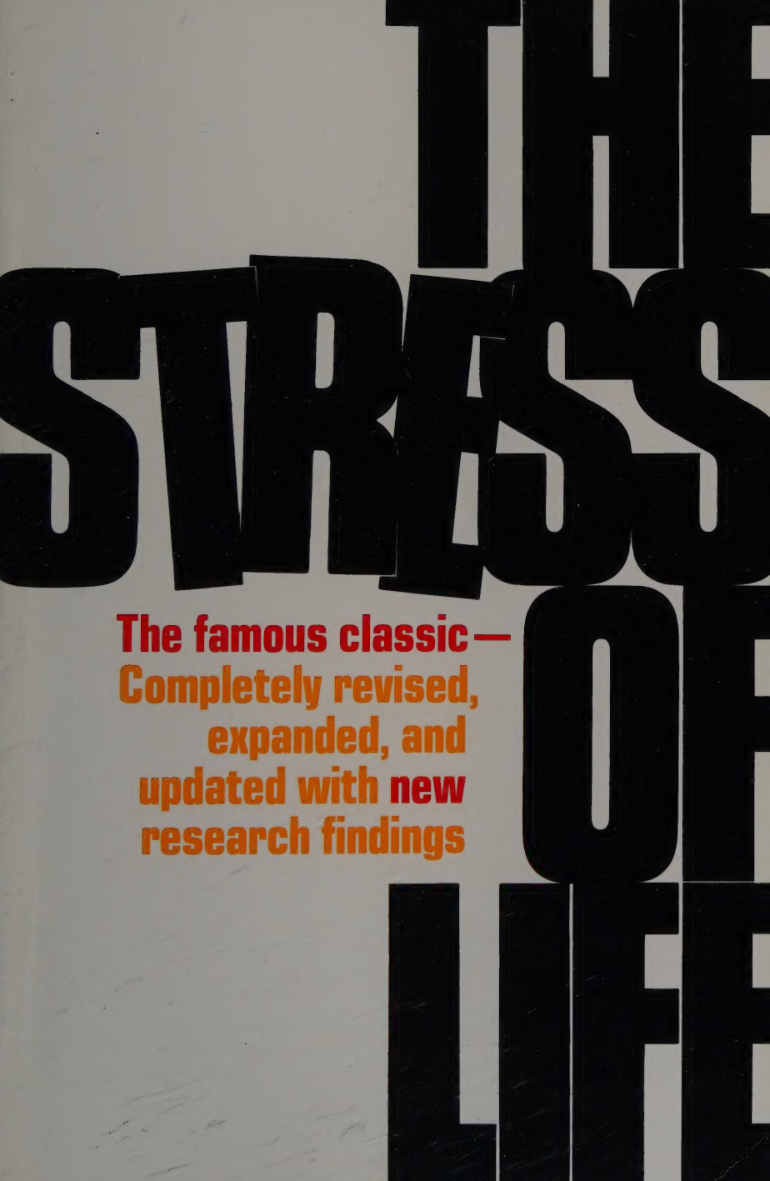 THE
STRESS
The famous classic—
Completely revised,
expanded, and
updated with new
research findings
OF
LIFE